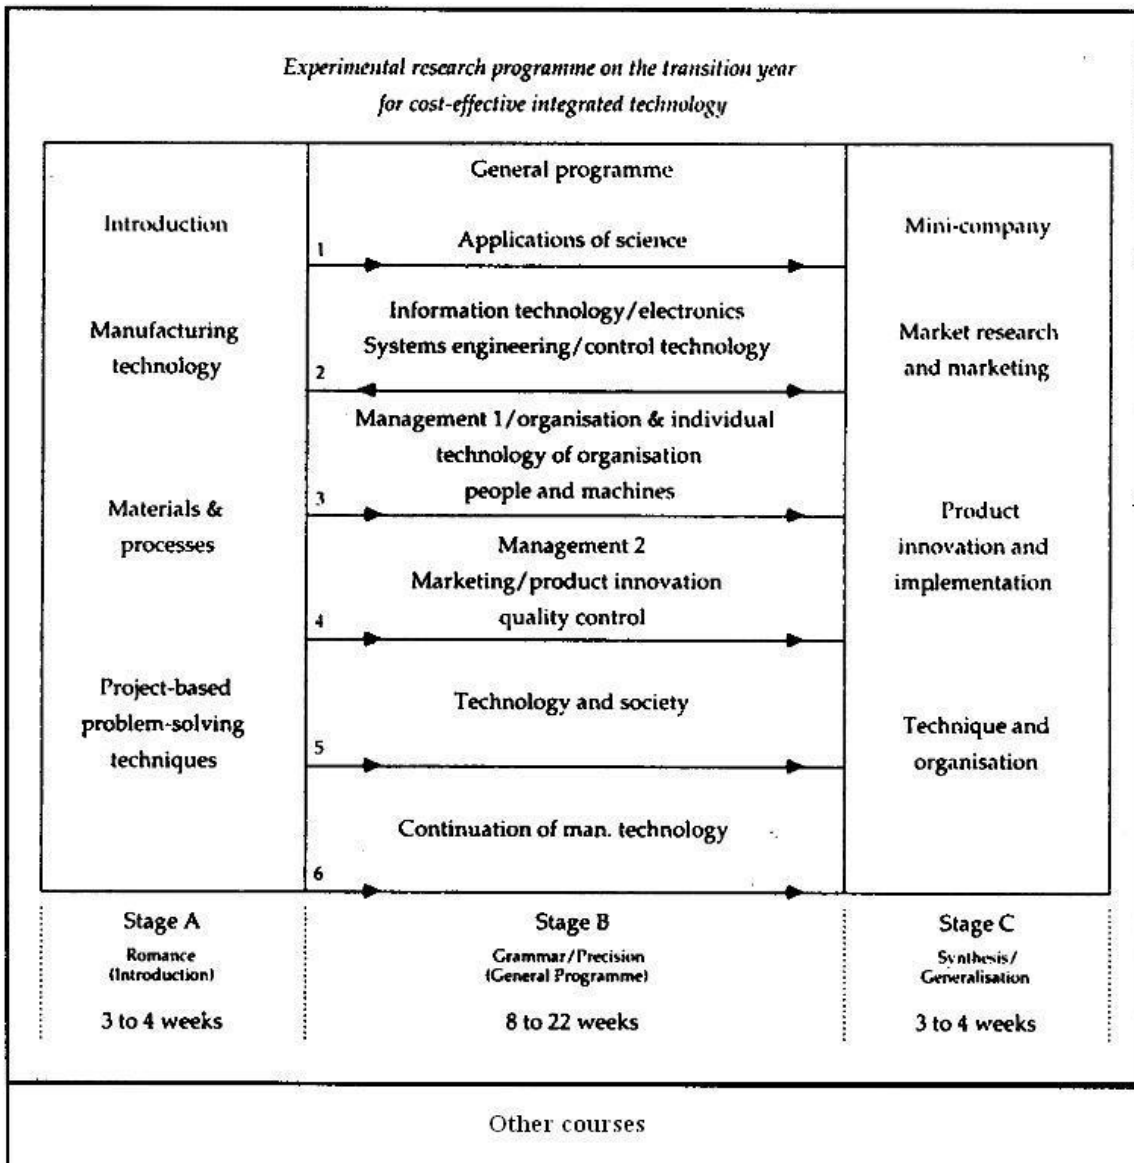 Experimental research programme on the transition year
for cost-effective integrated technology
Introduction
Manufacturing
technology
Materials &
processes
Project-based
problem-solving
techniques
General programme
1
Applications of science
Information technology/electronics
Systems engineering/control technology
2
Management 1/organisation & individual
technology of organisation
people and machines
3
Management 2
Marketing/product innovation
quality control
4
Technology and society
5
Continuation of man. technology
6
Mini-company
Market research
and marketing
Product
innovation and
implementation
Technique and
organisation
Stage A
Romance
(Introduction)
3 to 4 weeks
Stage B
Grammar/Precision
(General Programme)
8 to 22 weeks
Stage C
Synthesis/
Generalisation
3 to 4 weeks
Other courses